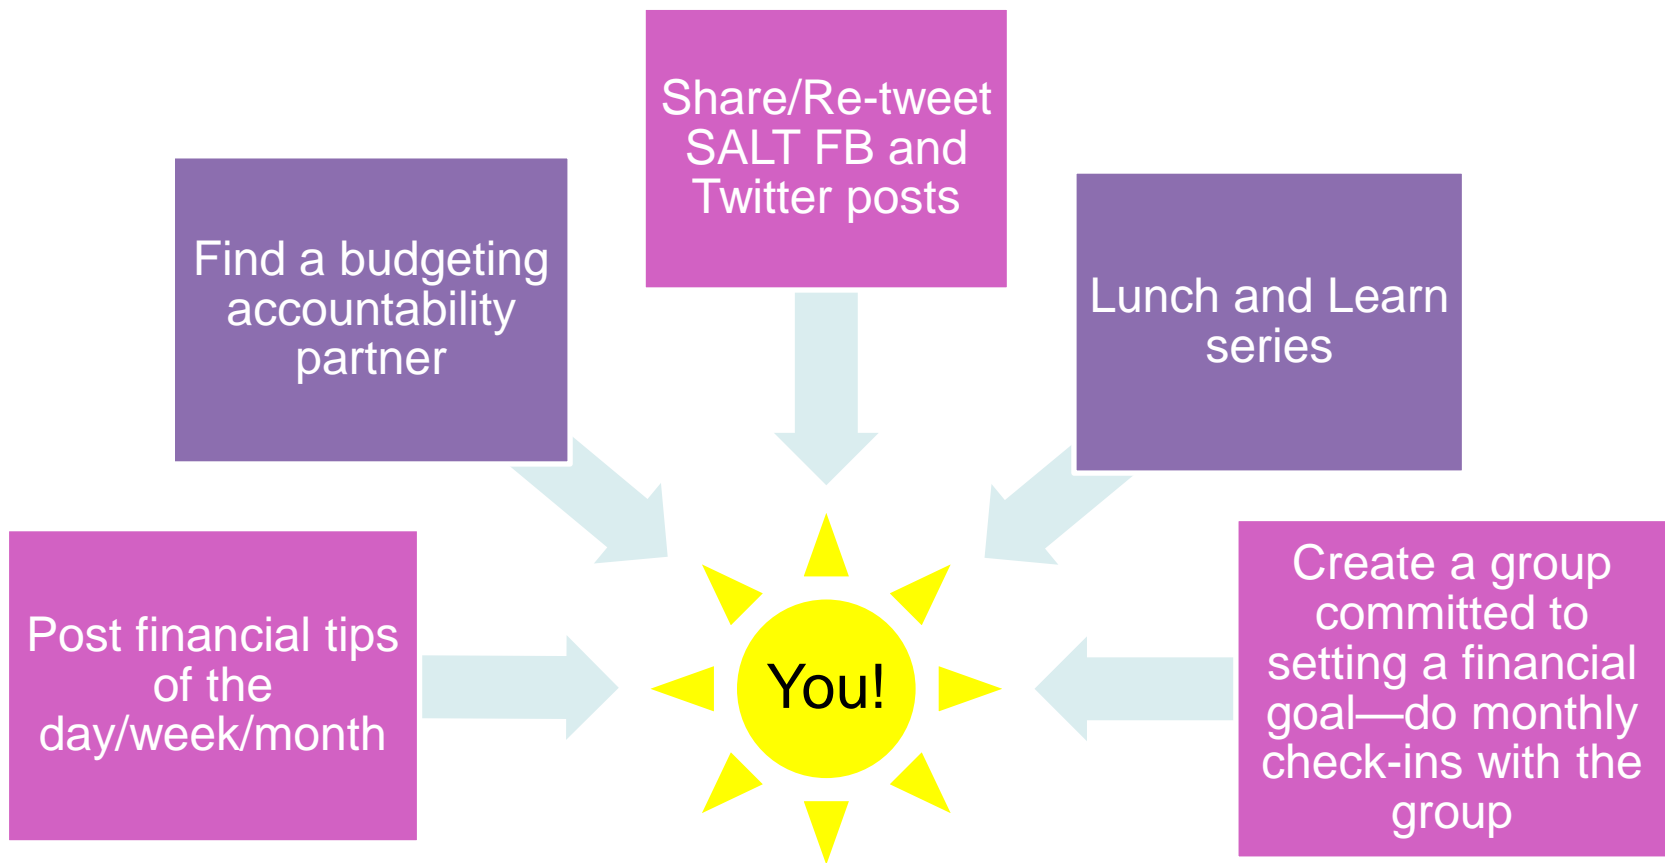 Share/Re-tweet
SALT FB and
Twitter posts
Find a budgeting
accountability
partner
Lunch and Learn
series
Post financial tips
of the
day/week/month
You!
Create a group
committed to
setting a financial
goal—do monthly
check-ins with the
group